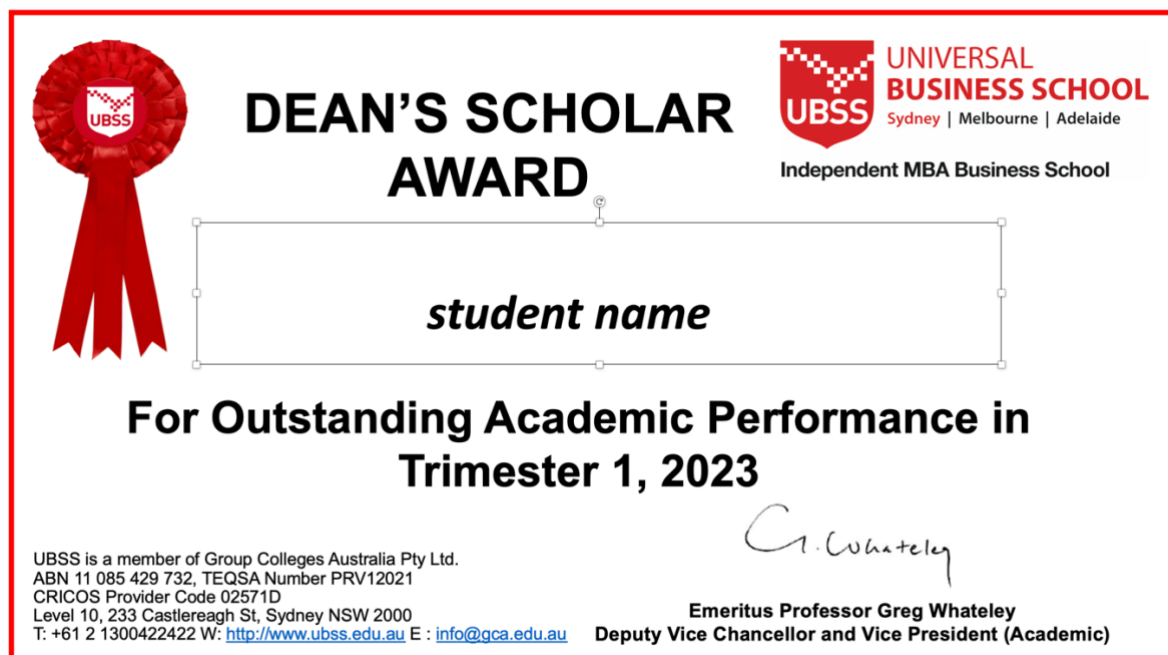 UBSS
DEAN’S SCHOLAR
AWARD
UBSS
UNIVERSAL
BUSINESS SCHOOL
Sydney | Melbourne | Adelaide
Independent MBA Business School
student name
For Outstanding Academic Performance in
Trimester 1, 2023
G. Whateley
UBSS is a member of Group Colleges Australia Pty Ltd.
ABN 11 085 429 732, TEQSA Number PRV12021
CRICOS Provider Code 02571D
Level 10, 233 Castlereagh St, Sydney NSW 2000
T: +61 2 1300422422 W: http://www.ubss.edu.au E : info@gca.edu.au
Emeritus Professor Greg Whateley
Deputy Vice Chancellor and Vice President (Academic)